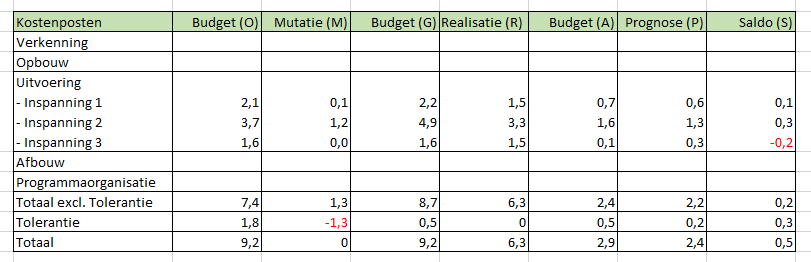 Kostenposten Budget (O) Mutatie (M) Budget (G) Realisatie (R) Budget (A) Prognose (P) Saldo (S)
Verkenning
Opbouw
Uitvoering
- Inspanning 1 2,1 0,1 2,2 1,5 0,7 0,6 0,1
- Inspanning 2 3,7 1,2 4,9 3,3 1,6 1,3 0,3
- Inspanning 3 1,6 0,0 1,6 1,5 0,1 0,3 -0,2
Afbouw
Programmaorganisatie
Totaal excl. Tolerantie 7,4 1,3 8,7 6,3 2,4 2,2 0,2
Tolerantie 1,8 -1,3 0,5 0 0,5 0,2 0,3
Totaal 9,2 0 9,2 6,3 2,9 2,4 0,5